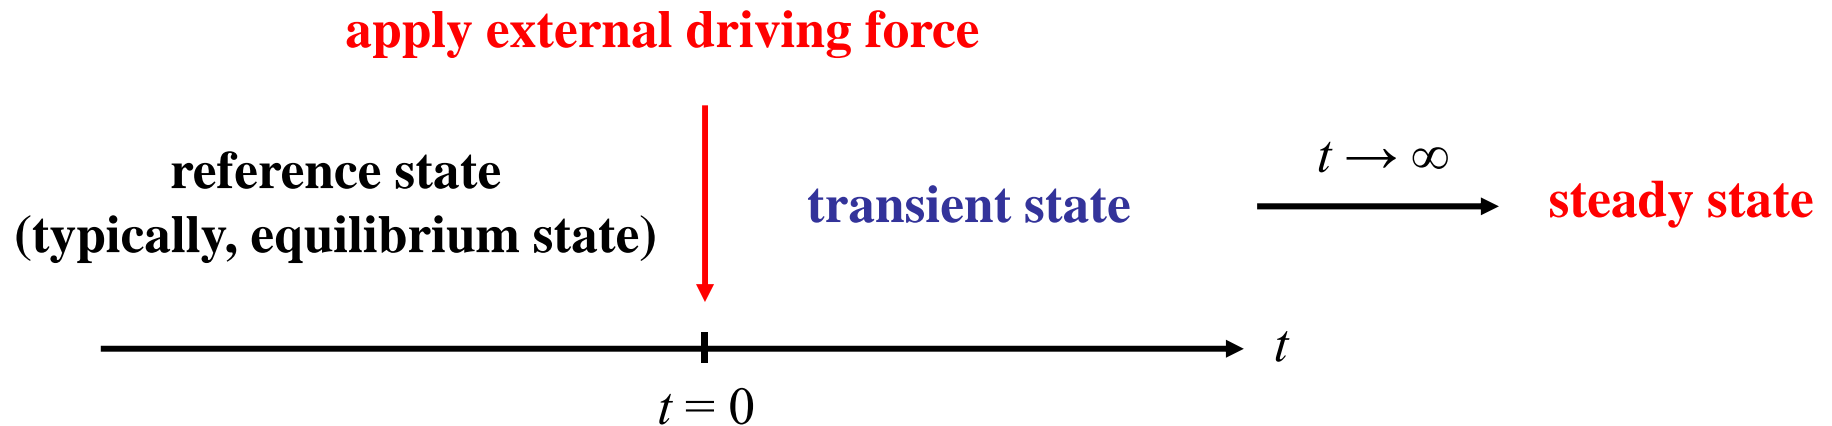 apply external driving force
reference state
(typically, equilibrium state)
transient state
t → ∞
steady state
t
t = 0